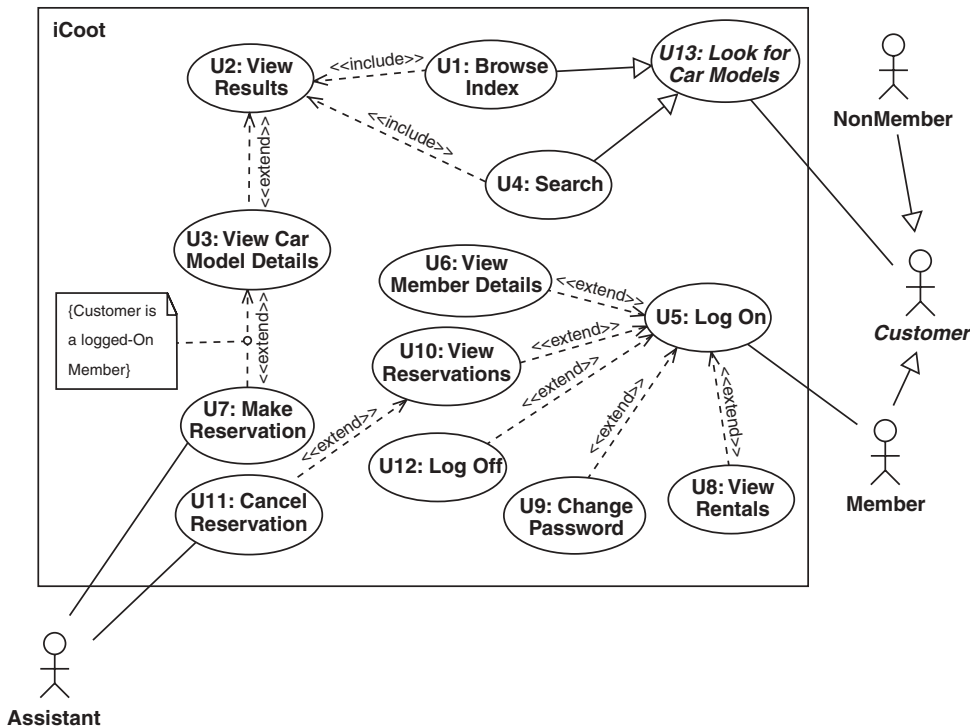 iCoot
U2: View
Results
<<include>>
U1: Browse
Index
U13: Look for
Car Models
NonMember
<<include>>
<<extend>>
U4: Search
U3: View Car
Model Details
U6: View
Member Details
<<extend>>
U5: Log On
Customer
{Customer is
a logged-On
Member}
<<extend>>
U10: View
Reservations
<<extend>>
<<extend>>
<<extend>>
<<extend>>
U7: Make
Reservation
<<extend>>
U12: Log Off
U11: Cancel
Reservation
U9: Change
Password
U8: View
Rentals
Member
Assistant